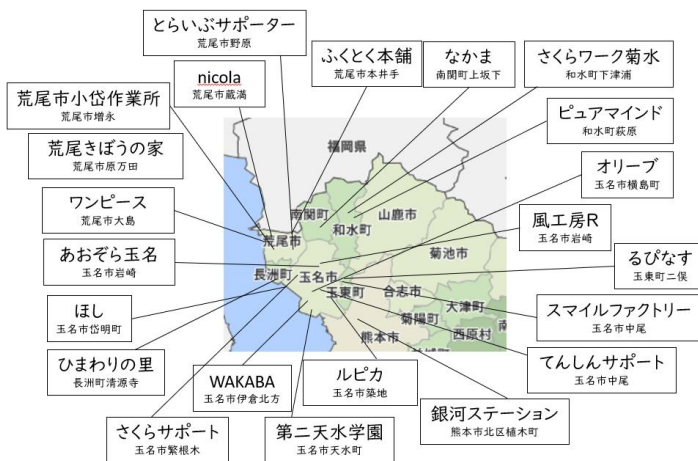 とらいぶサポーター
荒尾市野原
nicola
荒尾市蔵満
ふくとく本舗
荒尾市本井手
なかま
南関町上坂下
さくらワーク菊水
和水町下津浦
荒尾市小岱作業所
荒尾市増永
ピュアマインド
和水町萩原
荒尾きぼうの家
荒尾市原万田
オリーブ
玉名市横島町
ワンピース
荒尾市大島
風工房R
玉名市岩崎
あおぞら玉名
玉名市岩崎
るぴなす
玉東町二俣
ほし
玉名市岱明町
スマイルファクトリー
玉名市中尾
ひまわりの里
長洲町清源寺
てんしんサポート
玉名市中尾
WAKABA
玉名市伊倉北方
ルピカ
玉名市築地
銀河ステーション
熊本市北区植木町
さくらサポート
玉名市繁根木
第二天水学園
玉名市天水町
福岡県
南関町
和水町
山鹿市
荒尾市
菊池市
長洲町
玉名市
玉東町
合志市
大津町
菊陽町
西原村
熊本市